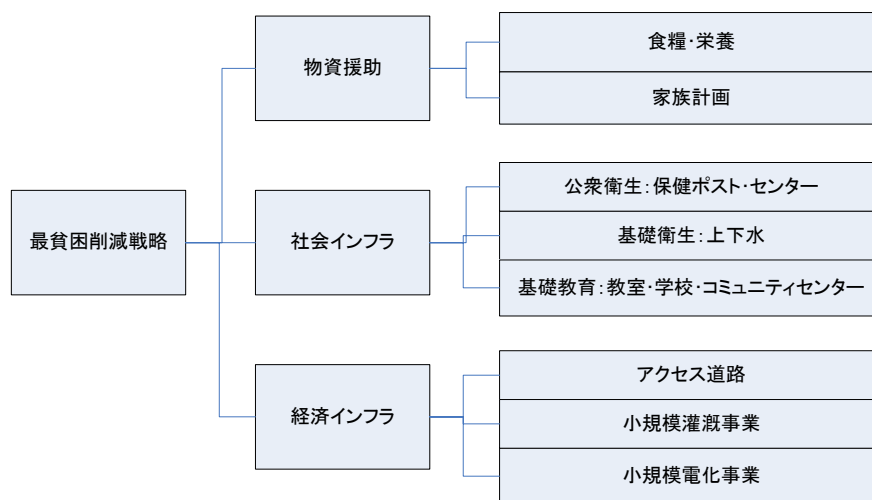 最貧困削減戦略
物資援助
食糧・栄養
家族計画
社会インフラ
公衆衛生：保健ポスト・センター
基礎衛生：上下水
基礎教育：教室・学校・コミュニティセンター
経済インフラ
アクセス道路
小規模灌漑事業
小規模電化事業